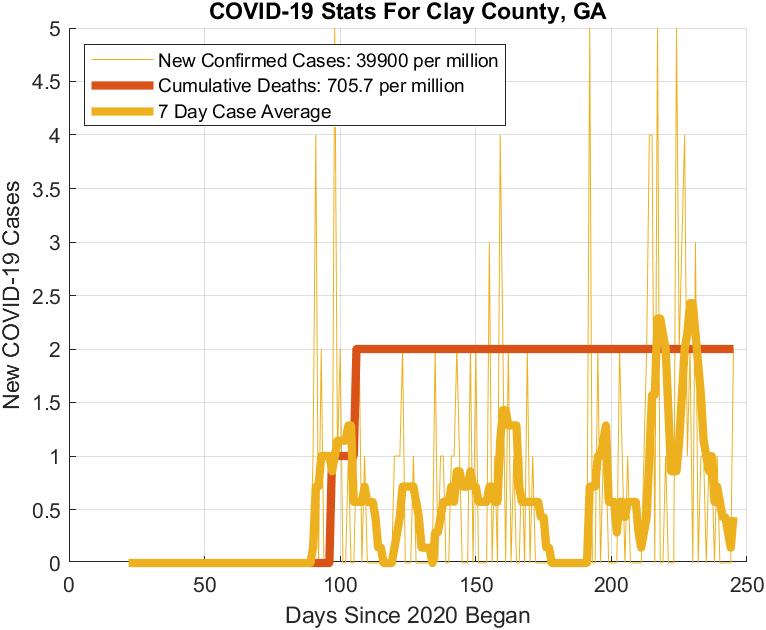 COVID-19 Stats For Clay County, GA
New Confirmed Cases: 39900 per million
Cumulative Deaths: 705.7 per million
7 Day Case Average
New COVID-19 Cases
5
4.5
4
3.5
3
2.5
2
1.5
1
0.5
0
0 50 100 150 200 250
Days Since 2020 Began